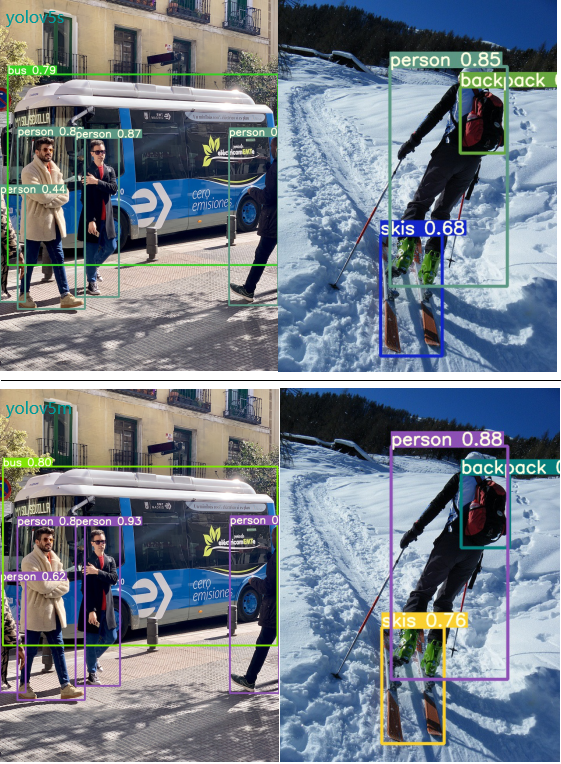 yolov5s
bus 0.79
person 0.8
person 0.87
person 0
person 0.44
cero
emisiones
person 0.85
backpack 0
skis 0.68
yolov5m
bus 0.80
person 0.8
person 0.93
person 0
person 0.62
cero
emisiones
person 0.88
backpack 0
skis 0.76